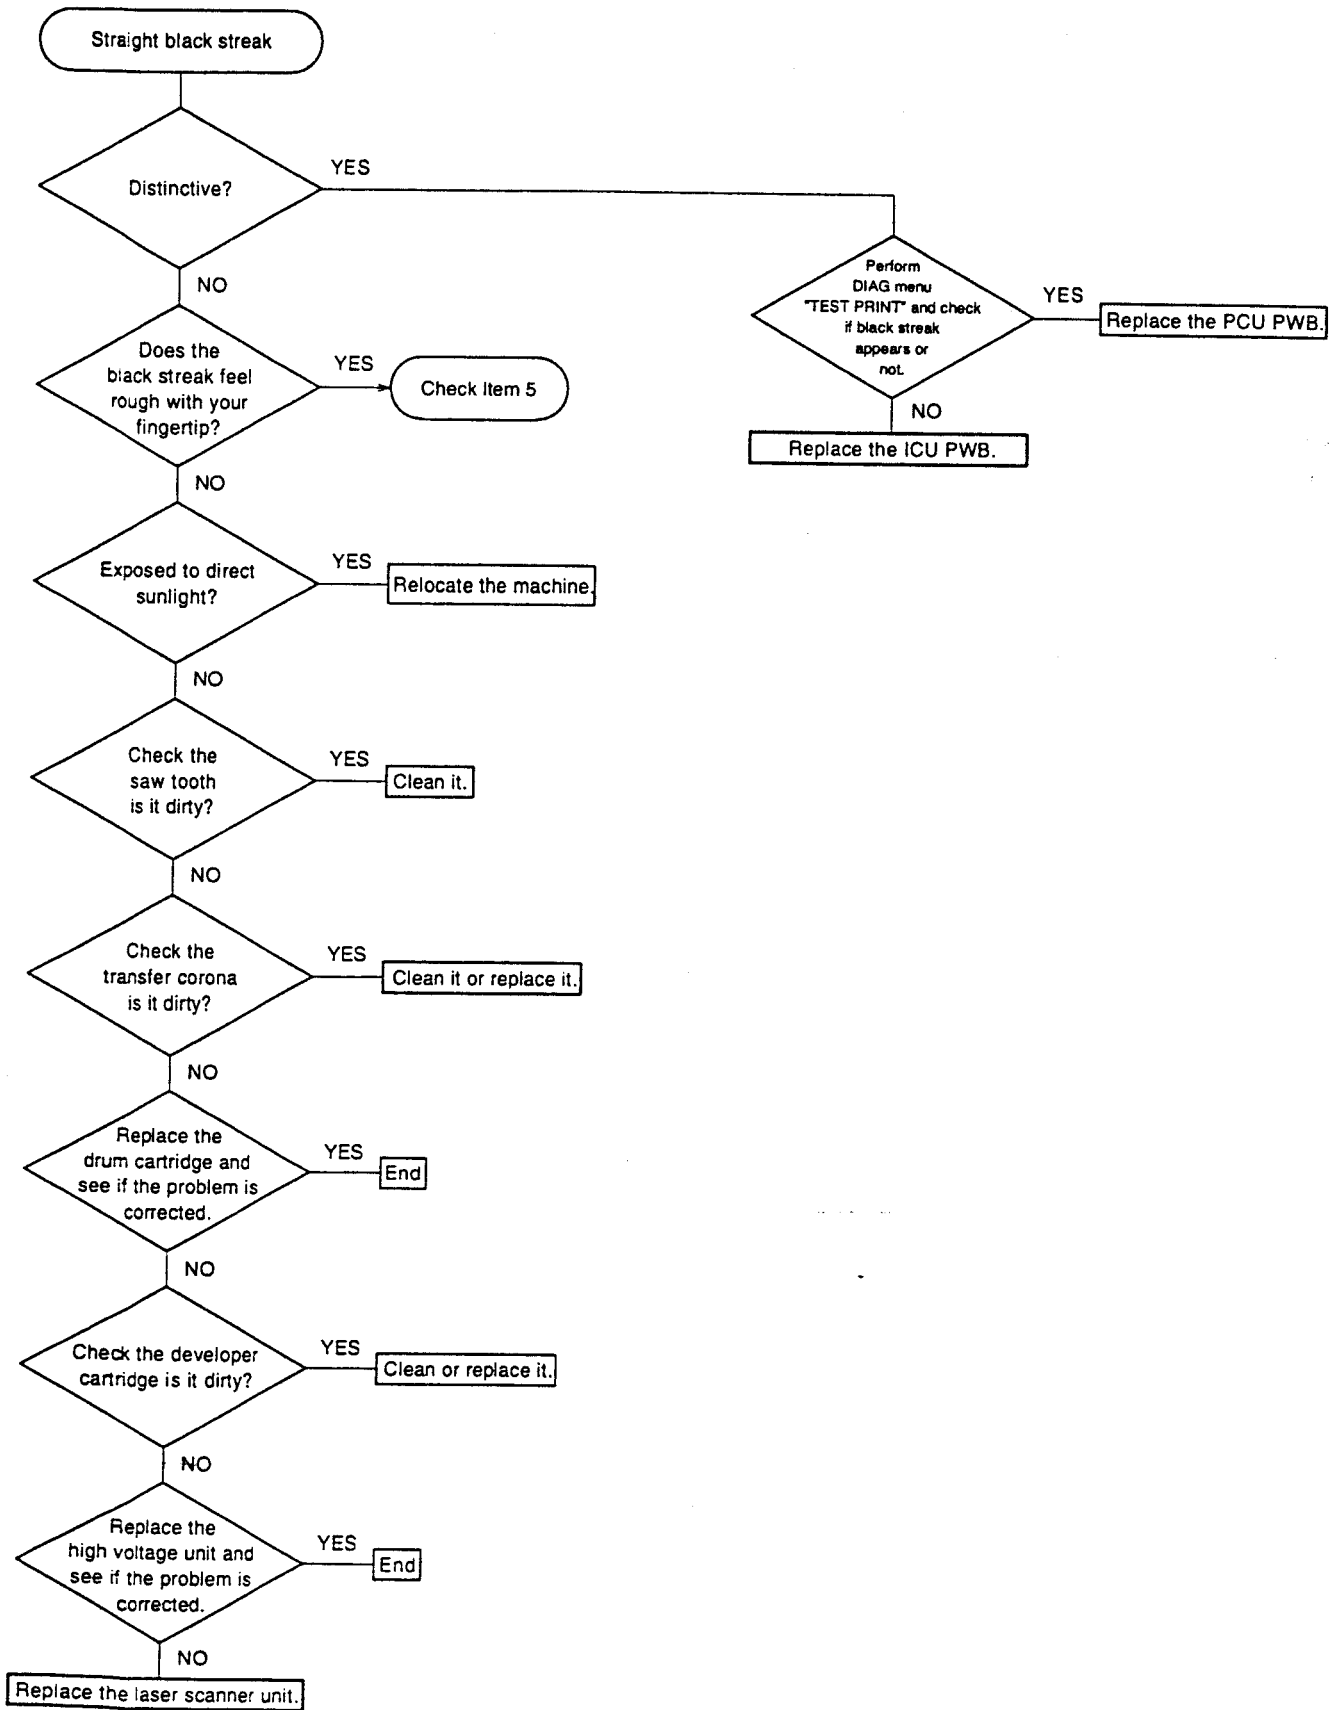 Straight black streak
Distinctive?
YES
NO
Perform
DIAG menu
"TEST PRINT" and check
if black streak
appears or
not.
YES
Replace the PCU PWB.
NO
Replace the ICU PWB.
Does the
black streak feel
rough with your
fingertip?
YES
Check Item 5
NO
Exposed to direct
sunlight?
YES
Relocate the machine.
NO
Check the
saw tooth
is it dirty?
YES
Clean it.
NO
Check the
transfer corona
is it dirty?
YES
Clean it or replace it.
NO
Replace the
drum cartridge and
see if the problem is
corrected.
YES
End
NO
Check the developer
cartridge is it dirty?
YES
Clean or replace it.
NO
Replace the
high voltage unit and
see if the problem is
corrected.
YES
End
NO
Replace the laser scanner unit.